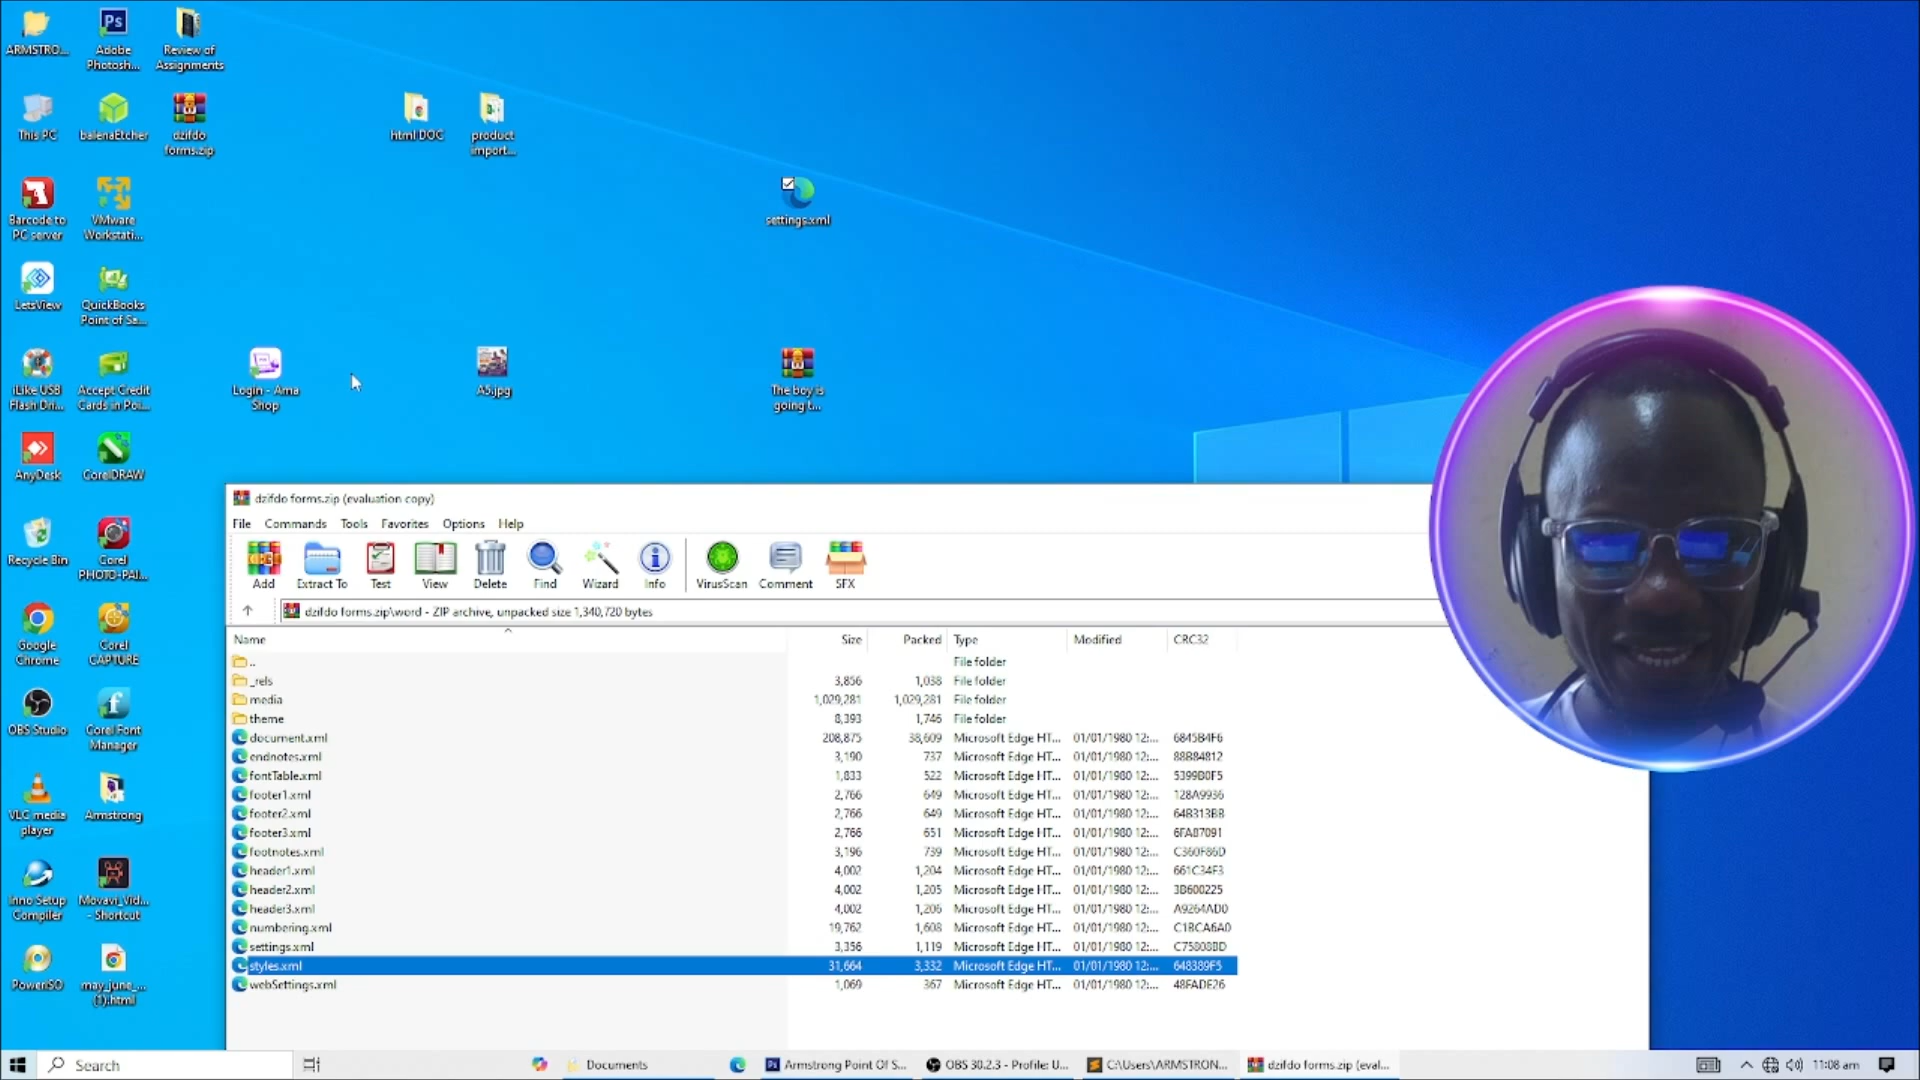 ARMSTRO...
Adobe
Photosh...
Review of
Assignments
This PC
balenaEtcher
dzifdo
forms.zip
html DOC
product
import...
Barcode to
PC server
VMware
Workstati...
settings.xml
LetsView
QuickBooks
Point of Sa...
iLike USB
Flash Dri...
Accept Credit
Cards in Poi...
Login - Ama
Shop
A5.jpg
The boy is
going t...
AnyDesk
CorelDRAW
Recycle Bin
Corel
PHOTO-PAI...
Google
Chrome
Corel
CAPTURE
OBS Studio
Corel Font
Manager
VLC media
player
Armstrong
Inno Setup
Compiler
Movavi_Vid...
- Shortcut
PowerISO
may_june_...
(1).html
dzifdo forms.zip (evaluation copy)
File Commands Tools Favorites Options Help
Add Extract To Test View Delete Find Wizard Info VirusScan Comment SFX
dzifdo forms.zip\word - ZIP archive, unpacked size 1,340,720 bytes
Name Size Packed Type Modified CRC32
.. File folder
_rels 3,856 1,038 File folder
media 1,029,281 1,029,281 File folder
theme 8,393 1,746 File folder
document.xml 208,875 38,609 Microsoft Edge HT... 01/01/1980 12:... 6845B4F6
endnotes.xml 3,190 737 Microsoft Edge HT... 01/01/1980 12:...
fontTable.xml 1,833 522 Microsoft Edge HT... 01/01/1980 12:... 5399B0F5
footer1.xml 2,766 649 Microsoft Edge HT... 01/01/1980 12:... 128A9936
footer2.xml 2,766 649 Microsoft Edge HT... 01/01/1980 12:...
footer3.xml 2,766 651 Microsoft Edge HT... 01/01/1980 12:... 6FA87091
footnotes.xml 3,196 739 Microsoft Edge HT... 01/01/1980 12:... C360F86D
header1.xml 4,002 1,204 Microsoft Edge HT... 01/01/1980 12:... 661C34F3
header2.xml 4,002 1,205 Microsoft Edge HT... 01/01/1980 12:... 3B600225
header3.xml 4,002 1,206 Microsoft Edge HT... 01/01/1980 12:... A9264AD0
numbering.xml 19,762 1,608 Microsoft Edge HT... 01/01/1980 12:... C1BCA6A0
settings.xml 3,356 1,119 Microsoft Edge HT... 01/01/1980 12:...
styles.xml 31,664 3,332 Microsoft Edge HT... 01/01/1980 12:... 648389F5
webSettings.xml 1,069 367 Microsoft Edge HT... 01/01/1980 12:... 48FADE26
Search Documents Armstrong Point Of S... OBS 30.2.3 - Profile: U... C:\Users\ARMSTRON... dzifdo forms.zip (eval... 11:08 am